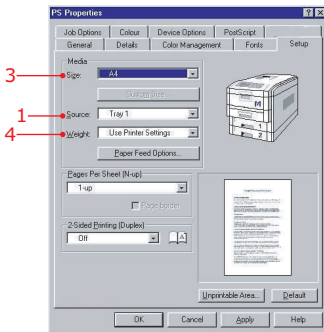 PS Properties
Job Options Colour Device Options PostScript
General Details Color Management Fonts Setup
Media
3 Size: A4
Custom Size...
1 Source: Tray 1
4 Weight: Use Printer Settings
Paper Feed Options...
M
1
2
Pages Per Sheet (N-up)
1-up
Page border
2-Sided Printing (Duplex)
Off
A
Unprintable Area... Default
OK Cancel Apply Help